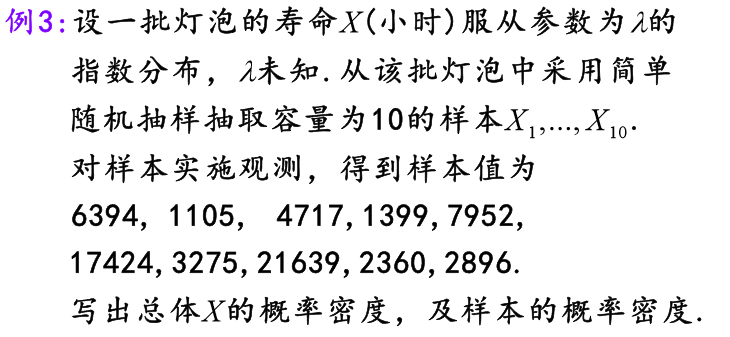 例3:设一批灯泡的寿命X(小时)服从参数为λ的
指数分布，λ未知.从该批灯泡中采用简单
随机抽样抽取容量为10的样本X₁,...,X₁₀.
对样本实施观测，得到样本值为
6394, 1105, 4717,1399,7952,
17424,3275,21639,2360,2896.
写出总体X的概率密度，及样本的概率密度.